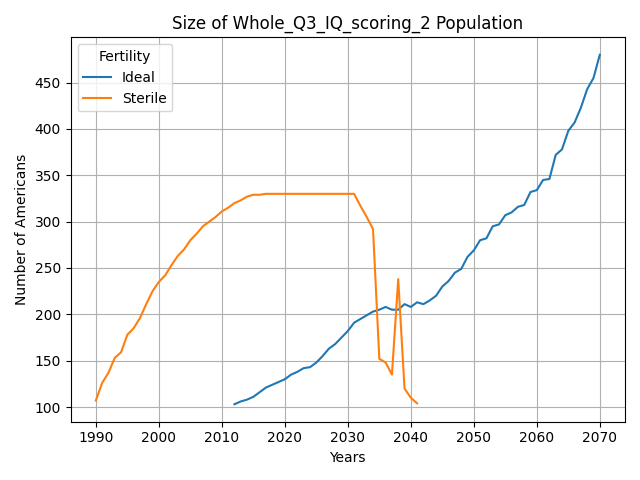 Size of Whole_Q3_IQ_scoring_2 Population
Fertility
Ideal
Sterile
Number of Americans
450
400
350
300
250
200
150
100
1990 2000 2010 2020 2030 2040 2050 2060 2070
Years